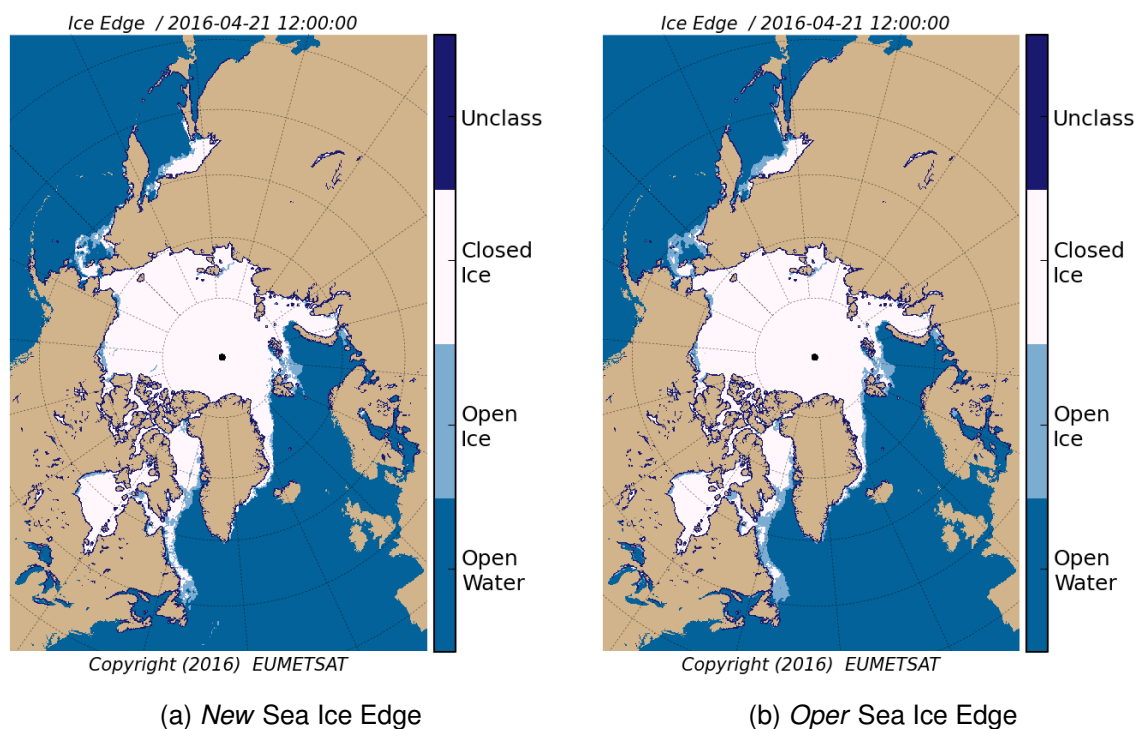 Ice Edge / 2016-04-21 12:00:00
Unclass
Closed
Ice
Open
Ice
Open
Water
Copyright (2016) EUMETSAT
(a) New Sea Ice Edge
Ice Edge / 2016-04-21 12:00:00
Unclass
Closed
Ice
Open
Ice
Open
Water
Copyright (2016) EUMETSAT
(b) Oper Sea Ice Edge